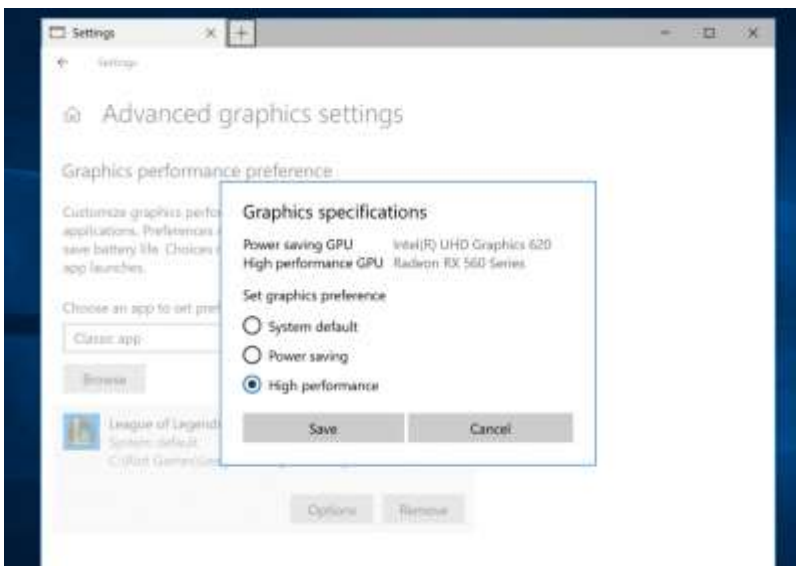 Settings
Settings
Advanced graphics settings
Graphics performance preference
Customize graphics perfo
applications. Preferences
save battery life. Choices
app launches.
Choose an app to set pref
Classic app
Browse
League of Legends
System default
Graphics specifications
Power saving GPU Intel(R) UHD Graphics 620
High performance GPU Radeon RX 560 Series
Set graphics preference
System default
Power saving
High performance
Save Cancel
Options Remove